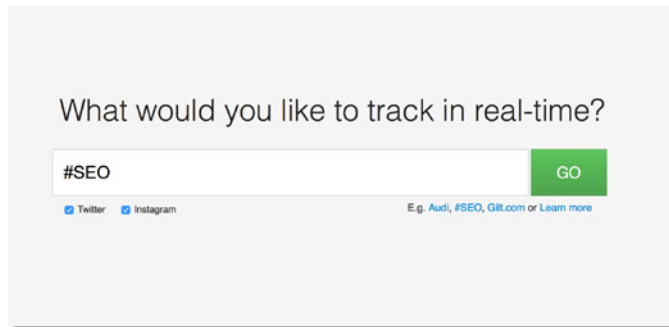 What would you like to track in real-time?
#SEO GO
Twitter Instagram E.g. Audi, #SEO, Gilt.com or Learn more